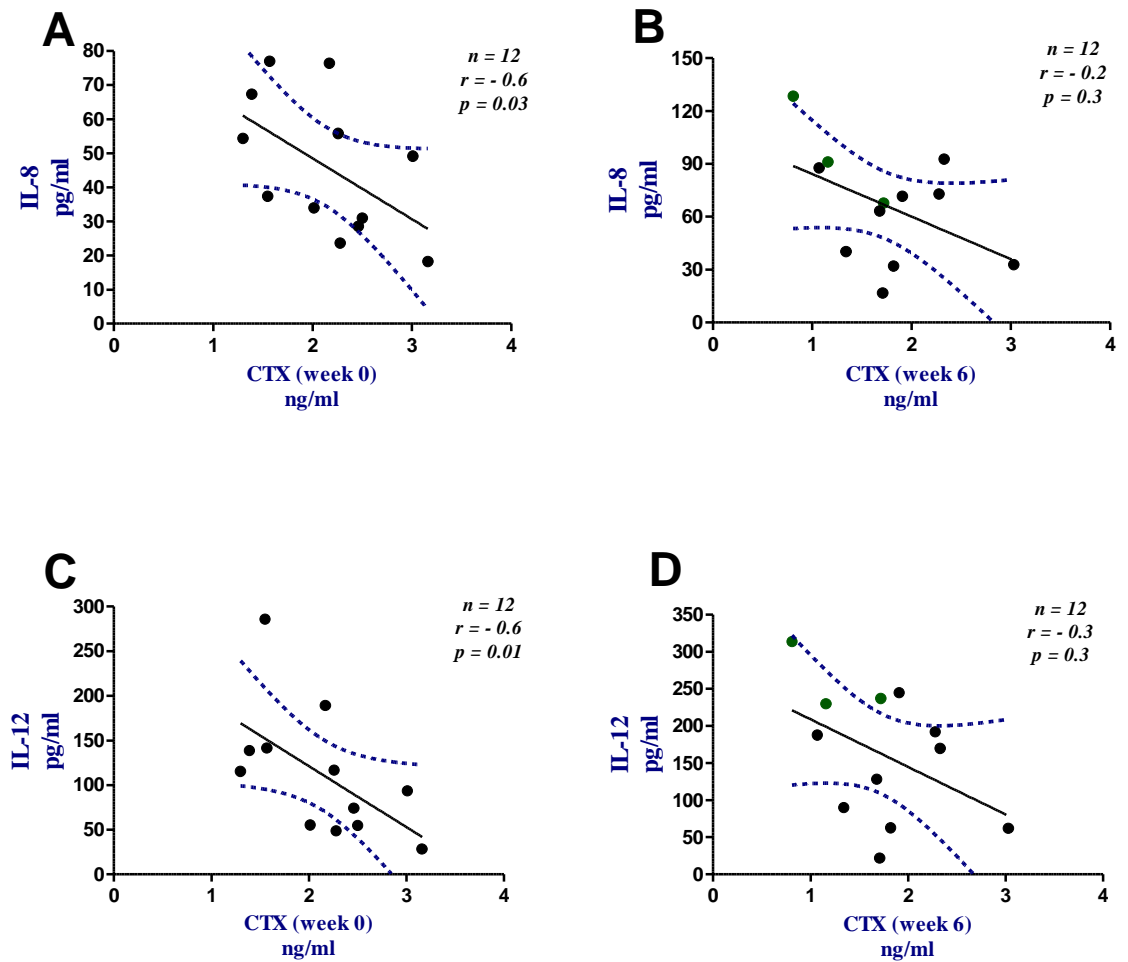 A
80
70
60
50
40
30
20
10
0
IL-8
pg/ml
n = 12
r = - 0.6
p = 0.03
0 1 2 3 4
CTX (week 0)
ng/ml
B
150
120
90
60
30
0
IL-8
pg/ml
n = 12
r = - 0.2
p = 0.3
0 1 2 3 4
CTX (week 6)
ng/ml
C
300
250
200
150
100
50
0
IL-12
pg/ml
n = 12
r = - 0.6
p = 0.01
0 1 2 3 4
CTX (week 0)
ng/ml
D
350
300
250
200
150
100
50
0
IL-12
pg/ml
n = 12
r = - 0.3
p = 0.3
0 1 2 3 4
CTX (week 6)
ng/ml